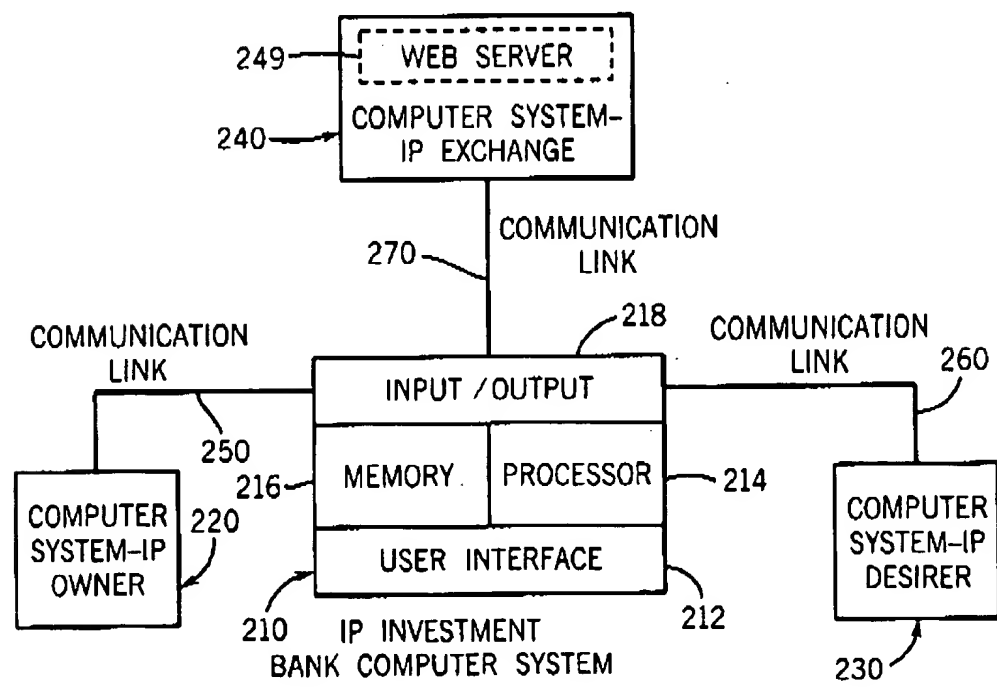 249
WEB SERVER
240
COMPUTER SYSTEM-
IP EXCHANGE
270
COMMUNICATION
LINK
218
COMMUNICATION
LINK
COMMUNICATION
LINK
260
INPUT / OUTPUT
250
216
MEMORY
PROCESSOR
214
COMPUTER
SYSTEM-IP
OWNER
220
COMPUTER
SYSTEM-IP
DESIRER
USER INTERFACE
210
IP INVESTMENT
BANK COMPUTER SYSTEM
212
230